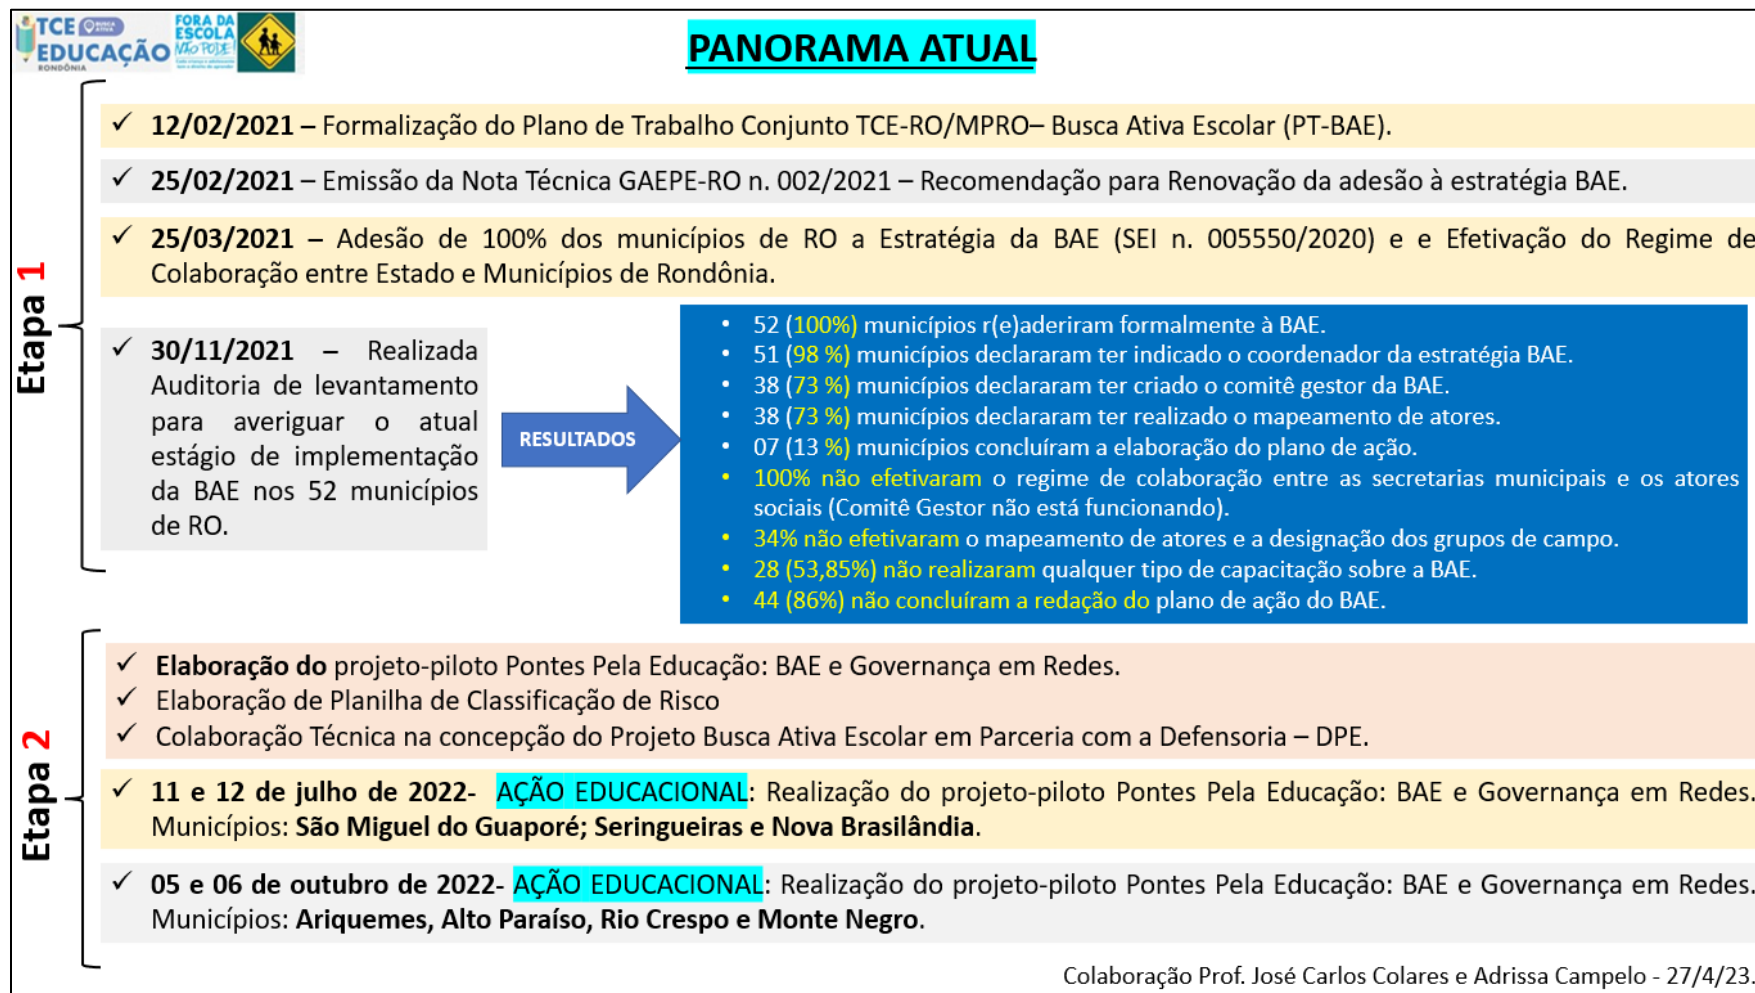 TCE BUSCA ATIVA
EDUCAÇÃO
RONDÔNIA
FORA DA
ESCOLA
NÃO PODE!
PANORAMA ATUAL
Etapa 1
✓ 12/02/2021 – Formalização do Plano de Trabalho Conjunto TCE-RO/MPRO– Busca Ativa Escolar (PT-BAE).
✓ 25/02/2021 – Emissão da Nota Técnica GAEPE-RO n. 002/2021 – Recomendação para Renovação da adesão à estratégia BAE.
✓ 25/03/2021 – Adesão de 100% dos municípios de RO a Estratégia da BAE (SEI n. 005550/2020) e e Efetivação do Regime de
Colaboração entre Estado e Municípios de Rondônia.
✓ 30/11/2021 – Realizada
Auditoria de levantamento
para averiguar o atual
estágio de implementação
da BAE nos 52 municípios
de RO.
RESULTADOS
• 52 (100%) municípios r(e)aderiram formalmente à BAE.
• 51 (98 %) municípios declararam ter indicado o coordenador da estratégia BAE.
• 38 (73 %) municípios declararam ter criado o comitê gestor da BAE.
• 38 (73 %) municípios declararam ter realizado o mapeamento de atores.
• 07 (13 %) municípios concluíram a elaboração do plano de ação.
• 100% não efetivaram o regime de colaboração entre as secretarias municipais e os atores
sociais (Comitê Gestor não está funcionando).
• 34% não efetivaram o mapeamento de atores e a designação dos grupos de campo.
• 28 (53,85%) não realizaram qualquer tipo de capacitação sobre a BAE.
• 44 (86%) não concluíram a redação do plano de ação do BAE.
Etapa 2
✓ Elaboração do projeto-piloto Pontes Pela Educação: BAE e Governança em Redes.
✓ Elaboração de Planilha de Classificação de Risco
✓ Colaboração Técnica na concepção do Projeto Busca Ativa Escolar em Parceria com a Defensoria – DPE.
✓ 11 e 12 de julho de 2022- AÇÃO EDUCACIONAL: Realização do projeto-piloto Pontes Pela Educação: BAE e Governança em Redes.
Municípios: São Miguel do Guaporé; Seringueiras e Nova Brasilândia.
✓ 05 e 06 de outubro de 2022- AÇÃO EDUCACIONAL: Realização do projeto-piloto Pontes Pela Educação: BAE e Governança em Redes.
Municípios: Ariquemes, Alto Paraíso, Rio Crespo e Monte Negro.
Colaboração Prof. José Carlos Colares e Adrissa Campelo - 27/4/23.